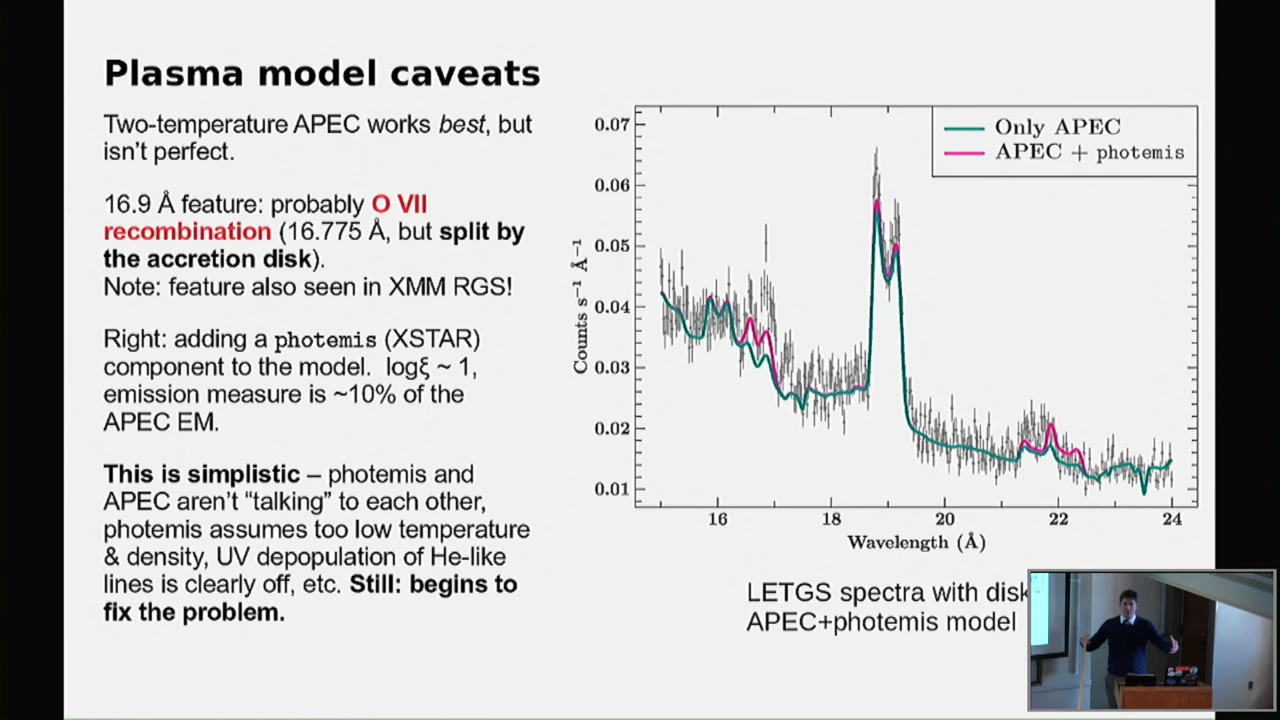 Plasma model caveats
Two-temperature APEC works best, but
isn't perfect.
16.9 Å feature: probably O VII
recombination (16.775 Å, but split by
the accretion disk).
Note: feature also seen in XMM RGS!
Right: adding a photemis (XSTAR)
component to the model. logξ ~ 1,
emission measure is ~10% of the
APEC EM.
This is simplistic – photemis and
APEC aren't "talking" to each other,
photemis assumes too low temperature
& density, UV depopulation of He-like
lines is clearly off, etc. Still: begins to
fix the problem.
Only APEC
APEC + photemis
0.07
0.06
0.05
0.04
0.03
0.02
0.01
Counts s⁻¹ Å⁻¹
16 18 20 22 24
Wavelength (Å)
LETGS spectra with disk
APEC+photemis model